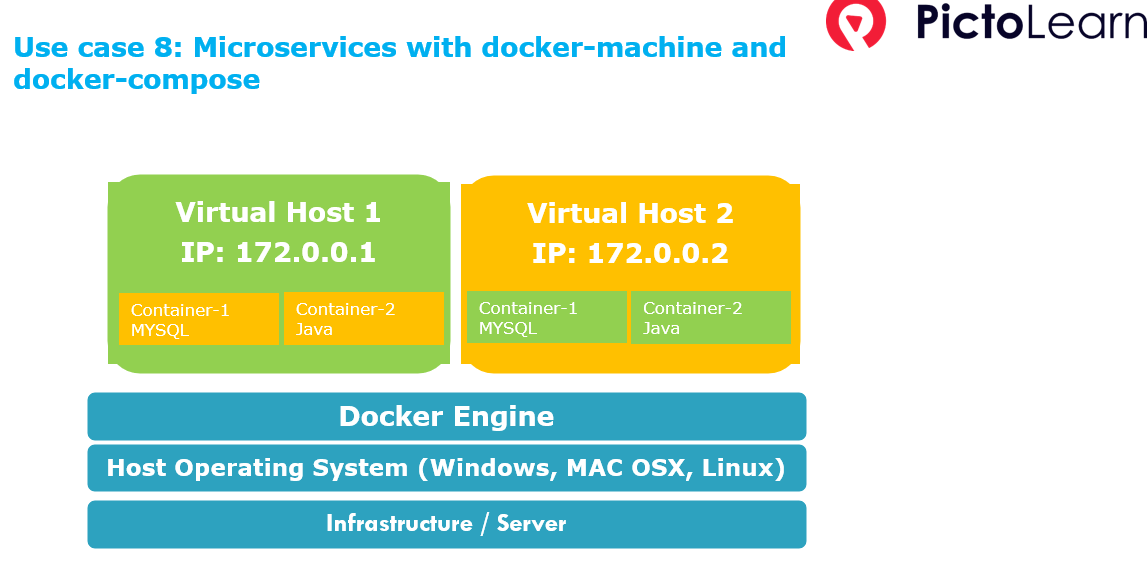 PictoLearn
Use case 8: Microservices with docker-machine and
docker-compose
Virtual Host 1
IP: 172.0.0.1
Container-1
MYSQL
Container-2
Java
Virtual Host 2
IP: 172.0.0.2
Container-1
MYSQL
Container-2
Java
Docker Engine
Host Operating System (Windows, MAC OSX, Linux)
Infrastructure / Server